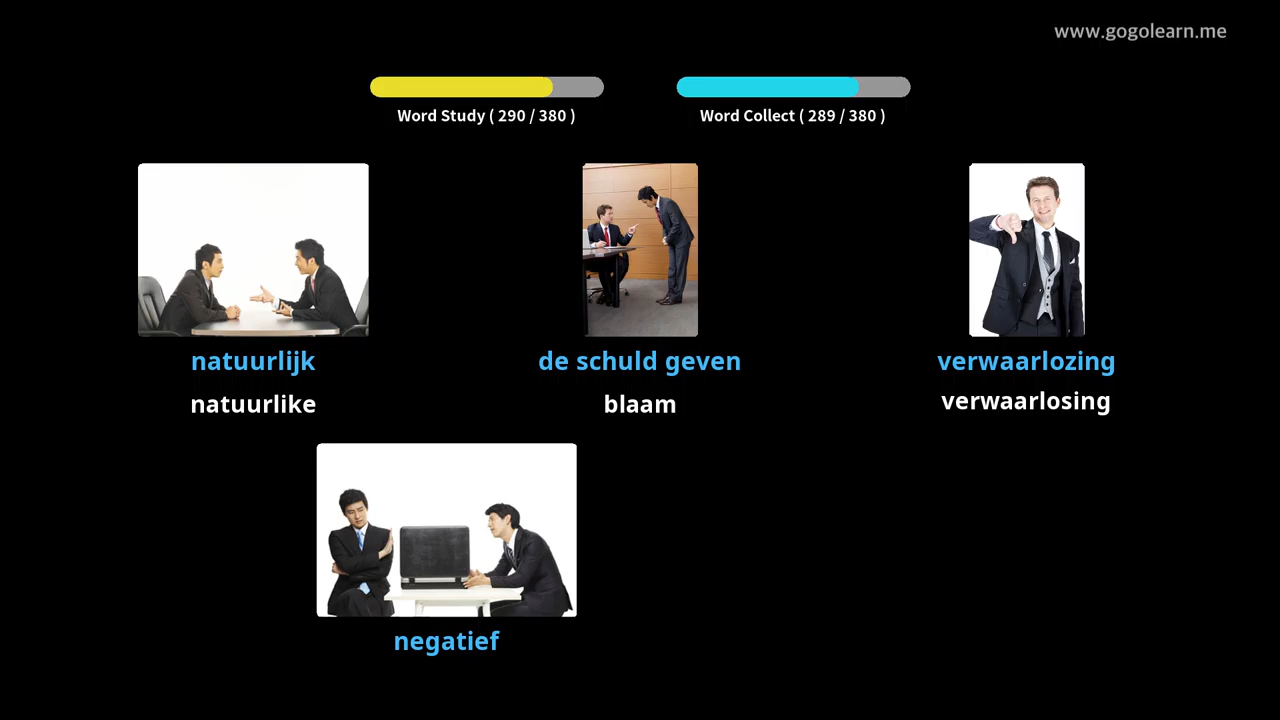 www.gogolearn.me
Word Study ( 290 / 380 )
Word Collect ( 289 / 380 )
natuurlijk
de schuld geven
verwaarlozing
natuurlike
blaam
verwaarlosing
negatief